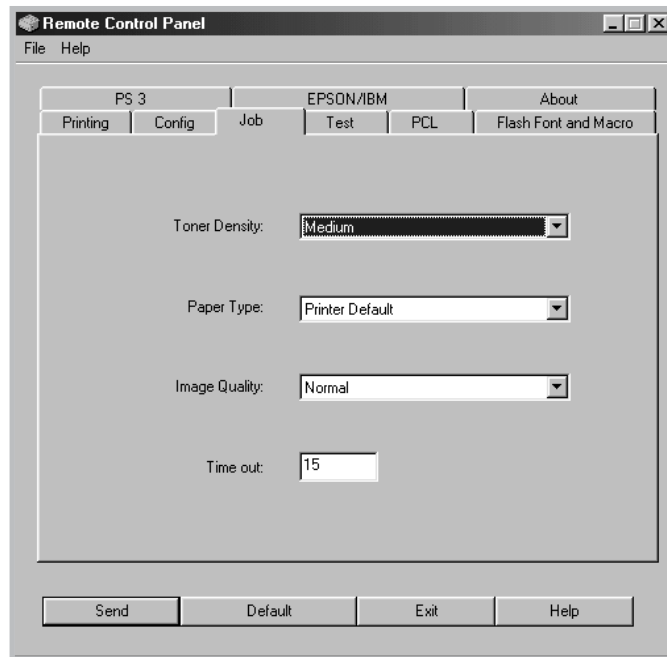 Remote Control Panel
File Help
PS 3 EPSON/IBM About
Printing Config Job Test PCL Flash Font and Macro
Toner Density: Medium
Paper Type: Printer Default
Image Quality: Normal
Time out: 15
Send Default Exit Help